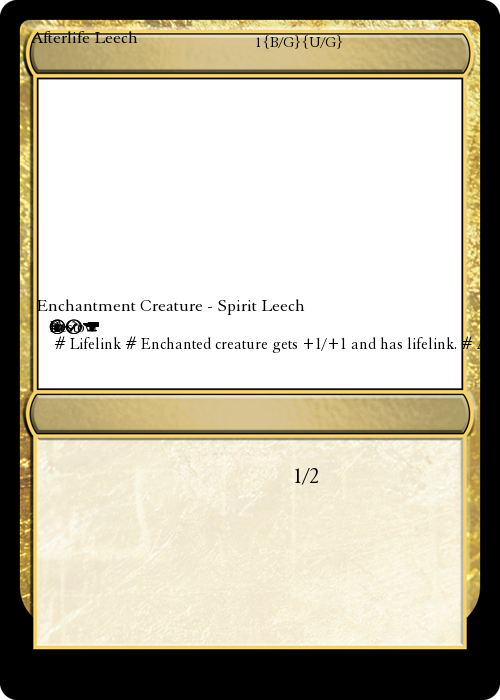 Afterlife Leech
1{B/G}{U/G}
Enchantment Creature - Spirit Leech
# Lifelink # Enchanted creature gets +1/+1 and has lifelink. #
1/2